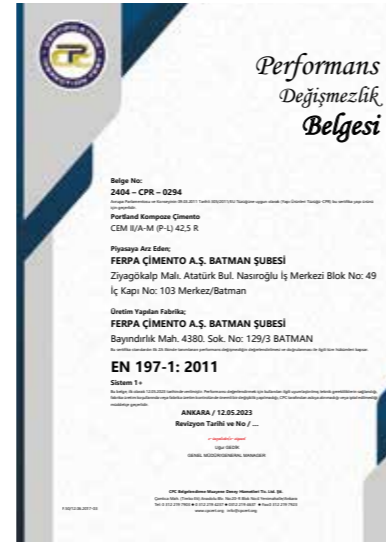 Performans
Değişmezlik
Belgesi
Belge No:
2404 – CPR – 0294
Portland Kompoze Çimento
CEM II/A-M (P-L) 42,5 R
Piyasaya Arz Eden;
FERPA ÇİMENTO A.Ş. BATMAN ŞUBESİ
Ziyagökalp Malı. Atatürk Bul. Nasıroğlu İş Merkezi Blok No: 49
İç Kapı No: 103 Merkez/Batman
Üretim Yapılan Fabrika;
FERPA ÇİMENTO A.Ş. BATMAN ŞUBESİ
Bayındırlık Mah. 4380. Sok. No: 129/3 BATMAN
EN 197-1: 2011
Sistem 1+
ANKARA / 12.05.2023
Revizyon Tarihi ve No / ...
GENEL MÜDÜR/GENERAL MANAGER